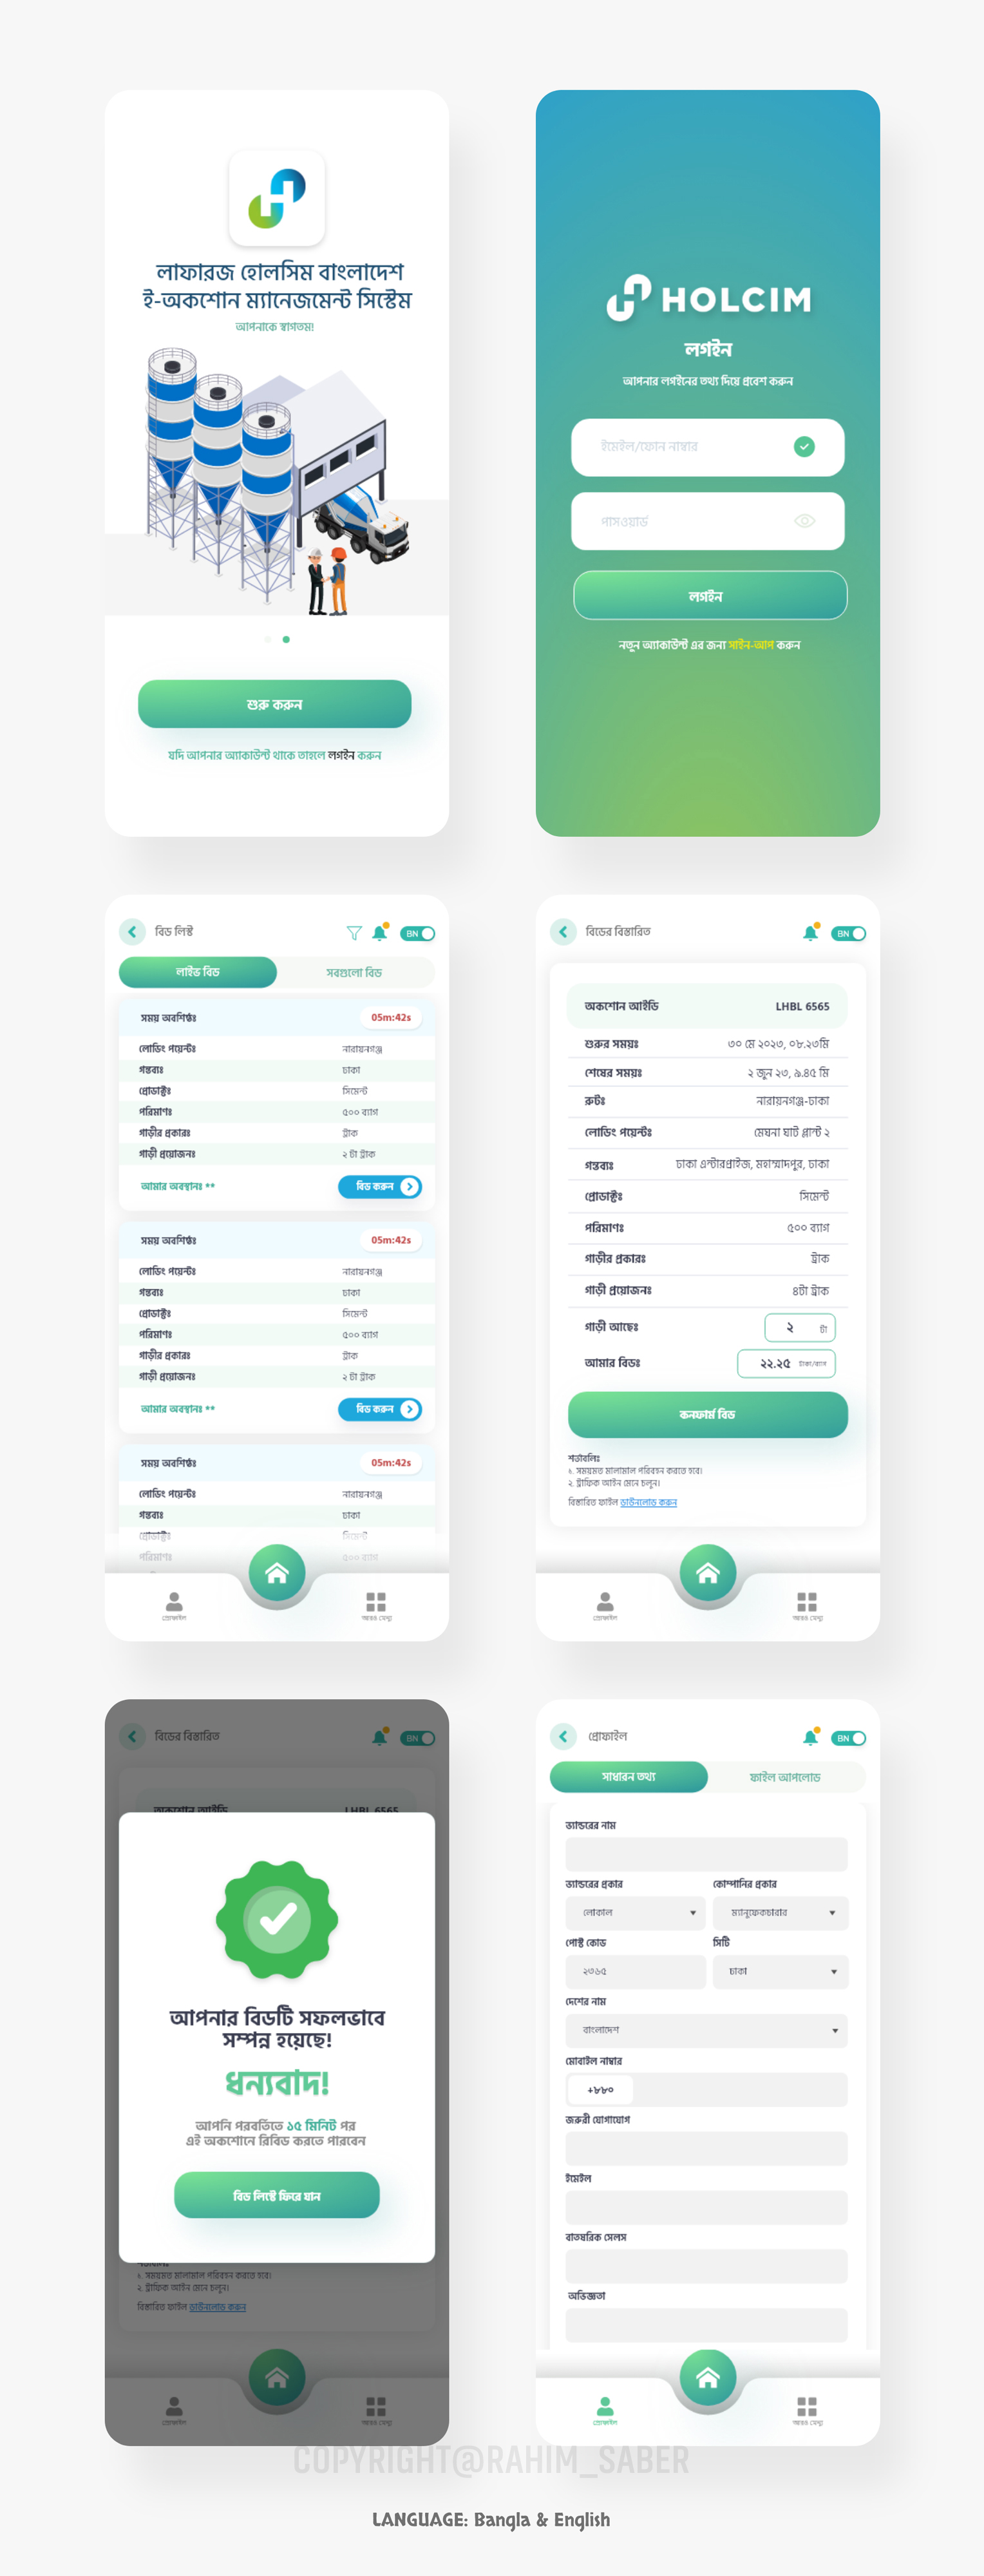 লাফারজ হোলসিম বাংলাদেশ
ই-অকশোন ম্যানেজমেন্ট সিস্টেম
আপনাকে স্বাগতম!
শুরু করুন
যদি আপনার অ্যাকাউন্ট থাকে তাহলে লগইন করুন
HOLCIM
লগইন
আপনার লগইনের তথ্য দিয়ে প্রবেশ করুন
ইমেইল/ফোন নাম্বার
পাসওয়ার্ড
লগইন
নতুন অ্যাকাউন্ট এর জন্য সাইন-আপ করুন
বিড লিস্ট
BN
লাইভ বিড
সবগুলো বিড
সময় অবশিষ্টঃ 05m:42s
লোডিং পয়েন্টঃ নারায়নগঞ্জ
গন্তব্যঃ ঢাকা
প্রোডাক্টঃ সিমেন্ট
পরিমাণঃ ৫০০ ব্যাগ
গাড়ীর প্রকারঃ ট্রাক
গাড়ী প্রয়োজনঃ ২ টা ট্রাক
আমার অবস্থানঃ ** বিড করুন
সময় অবশিষ্টঃ 05m:42s
লোডিং পয়েন্টঃ নারায়নগঞ্জ
গন্তব্যঃ ঢাকা
প্রোডাক্টঃ সিমেন্ট
পরিমাণঃ ৫০০ ব্যাগ
গাড়ীর প্রকারঃ ট্রাক
গাড়ী প্রয়োজনঃ ২ টা ট্রাক
আমার অবস্থানঃ ** বিড করুন
সময় অবশিষ্টঃ 05m:42s
লোডিং পয়েন্টঃ নারায়নগঞ্জ
গন্তব্যঃ ঢাকা
প্রোডাক্টঃ সিমেন্ট
পরিমাণঃ ৫০০ ব্যাগ
প্রোফাইল
আরও মেন্যু
বিডের বিস্তারিত
BN
অকশোন আইডি LHBL 6565
শুরুর সময়ঃ ৩০ মে ২০২৩, ০৮.২৩মি
শেষের সময়ঃ ২ জুন ২৩, ৯.৪৫ মি
রুটঃ নারায়নগঞ্জ-ঢাকা
লোডিং পয়েন্টঃ মেঘনা ঘাট প্লান্ট ২
গন্তব্যঃ ঢাকা এন্টারপ্রাইজ, মহাম্মাদপুর, ঢাকা
প্রোডাক্টঃ সিমেন্ট
পরিমাণঃ ৫০০ ব্যাগ
গাড়ীর প্রকারঃ ট্রাক
গাড়ী প্রয়োজনঃ ৪টা ট্রাক
গাড়ী আছেঃ ২ টা
আমার বিডঃ ২২.২৫ টাকা/ব্যাগ
কনফার্ম বিড
শর্তাবলিঃ
১. সময়মত মালামাল পরিবহন করতে হবে।
২. ট্রাফিক আইন মেনে চলুন।
বিস্তারিত ফাইল ডাউনলোড করুন
প্রোফাইল
আরও মেন্যু
বিডের বিস্তারিত
BN
অকশোন আইডি LHBL 6565
আপনার বিডটি সফলভাবে
সম্পন্ন হয়েছে!
ধন্যবাদ!
আপনি পরবর্তিতে ১৫ মিনিট পর
এই অকশোনে রিবিড করতে পারবেন
বিড লিস্টে ফিরে যান
শর্তাবলিঃ
১. সময়মত মালামাল পরিবহন করতে হবে।
২. ট্রাফিক আইন মেনে চলুন।
বিস্তারিত ফাইল ডাউনলোড করুন
প্রোফাইল
আরও মেন্যু
প্রোফাইল
BN
সাধারন তথ্য
ফাইল আপলোড
ভ্যান্ডরের নাম
ভ্যান্ডরের প্রকার কোম্পানির প্রকার
লোকাল ম্যানুফেকচারার
পোস্ট কোড সিটি
২৩৬৫ ঢাকা
দেশের নাম
বাংলাদেশ
মোবাইল নাম্বার
+৮৮০
জরুরী যোগাযোগ
ইমেইল
বাতষরিক সেলস
অভিজ্ঞতা
প্রোফাইল
আরও মেন্যু
COPYRIGHT@RAHIM_SABER
LANGUAGE: Bangla & English